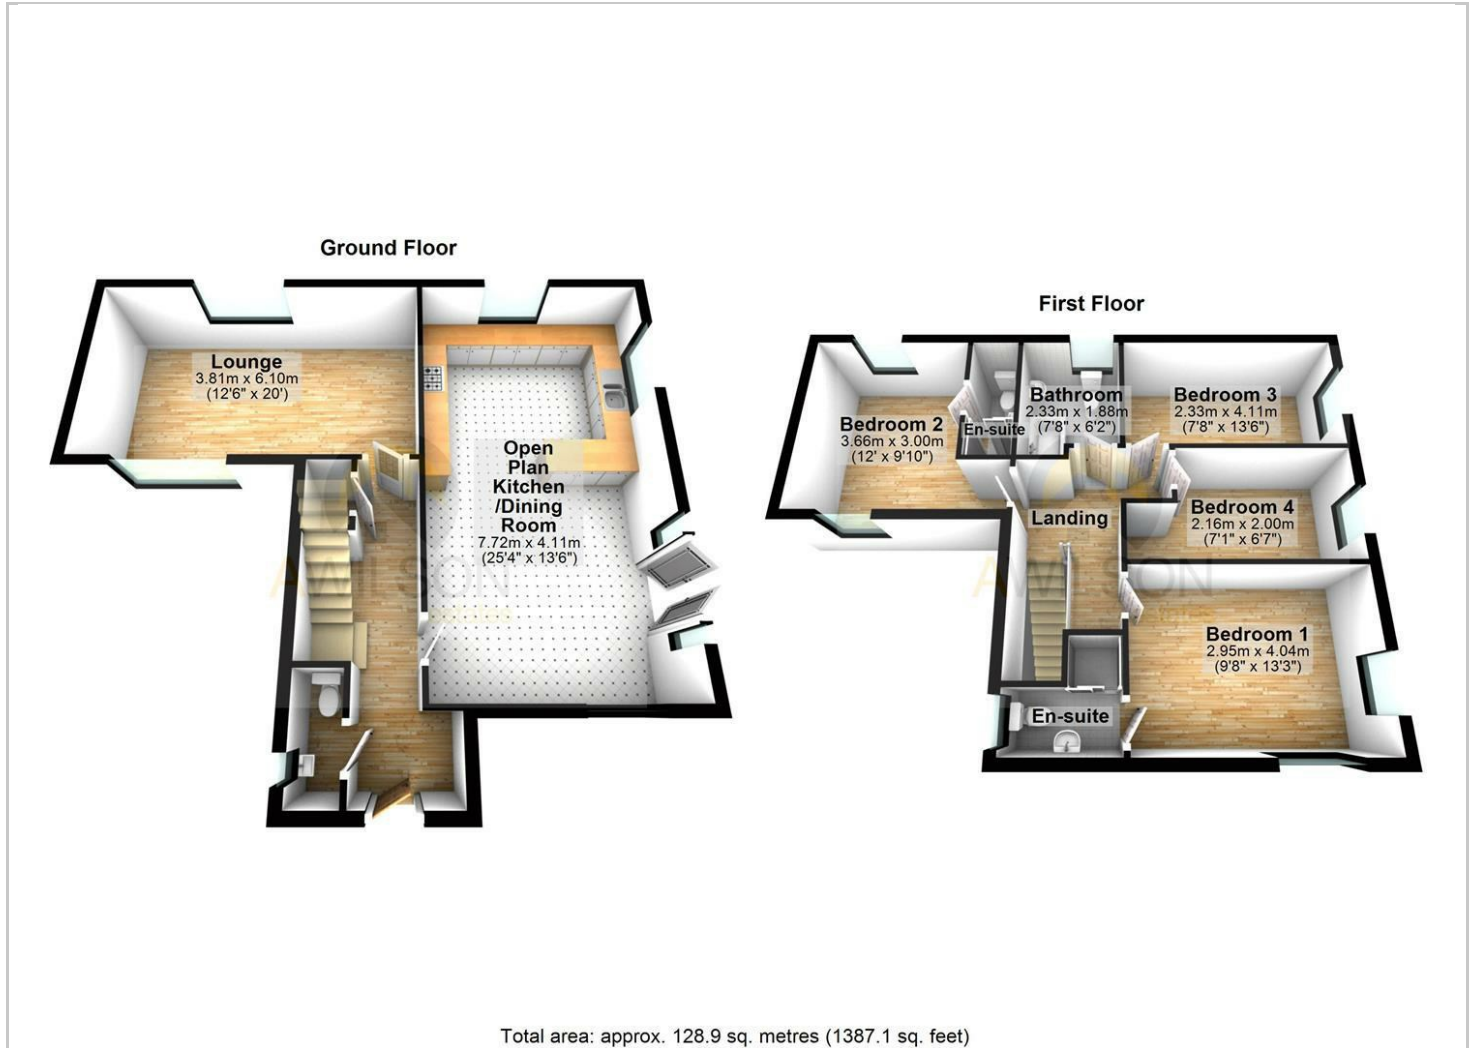 Ground Floor
Lounge
3.81m x 6.10m
(12'6" x 20')
Open
Plan
Kitchen
/Dining
Room
7.72m x 4.11m
(25'4" x 13'6")
First Floor
Bedroom 2
3.66m x 3.00m
(12' x 9'10")
En-suite
Bathroom
2.33m x 1.88m
(7'8" x 6'2")
Bedroom 3
2.33m x 4.11m
(7'8" x 13'6")
Landing
Bedroom 4
2.16m x 2.00m
(7'1" x 6'7")
Bedroom 1
2.95m x 4.04m
(9'8" x 13'3")
En-suite
A WILSON
A WILSON
Total area: approx. 128.9 sq. metres (1387.1 sq. feet)